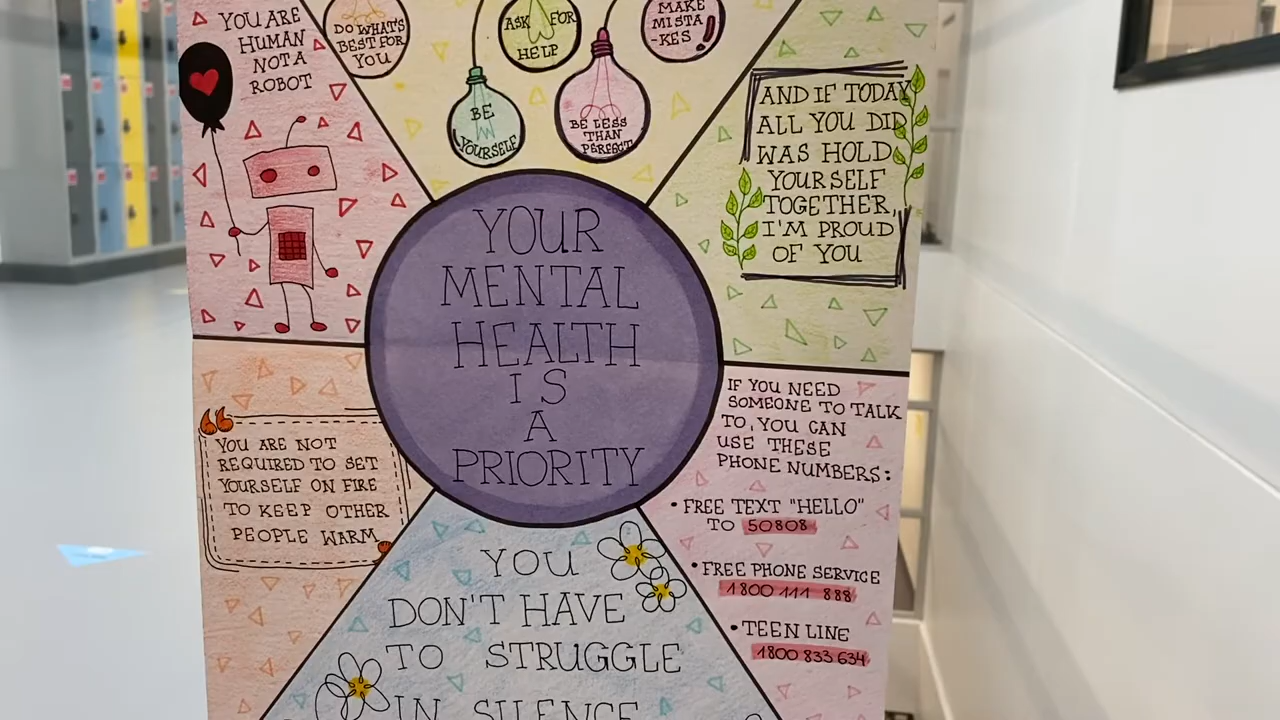 YOU ARE
HUMAN
NOT A
ROBOT
DO WHAT'S
BEST FOR
YOU
BE
YOURSELF
ASK FOR
HELP
BE LESS
THAN
PERFECT
MAKE
MISTA
-KES
AND IF TODAY
ALL YOU DID
WAS HOLD
YOURSELF
TOGETHER,
I'M PROUD
OF YOU
YOUR
MENTAL
HEALTH
IS
A
PRIORITY
“
YOU ARE NOT
REQUIRED TO SET
YOURSELF ON FIRE
TO KEEP OTHER
PEOPLE WARM
YOU
DON'T HAVE
TO STRUGGLE
IN SILENCE
IF YOU NEED
SOMEONE TO TALK
TO, YOU CAN
USE THESE
PHONE NUMBERS:
• FREE TEXT "HELLO"
TO 50808
• FREE PHONE SERVICE
1800 111 888
• TEEN LINE
1800 833 634